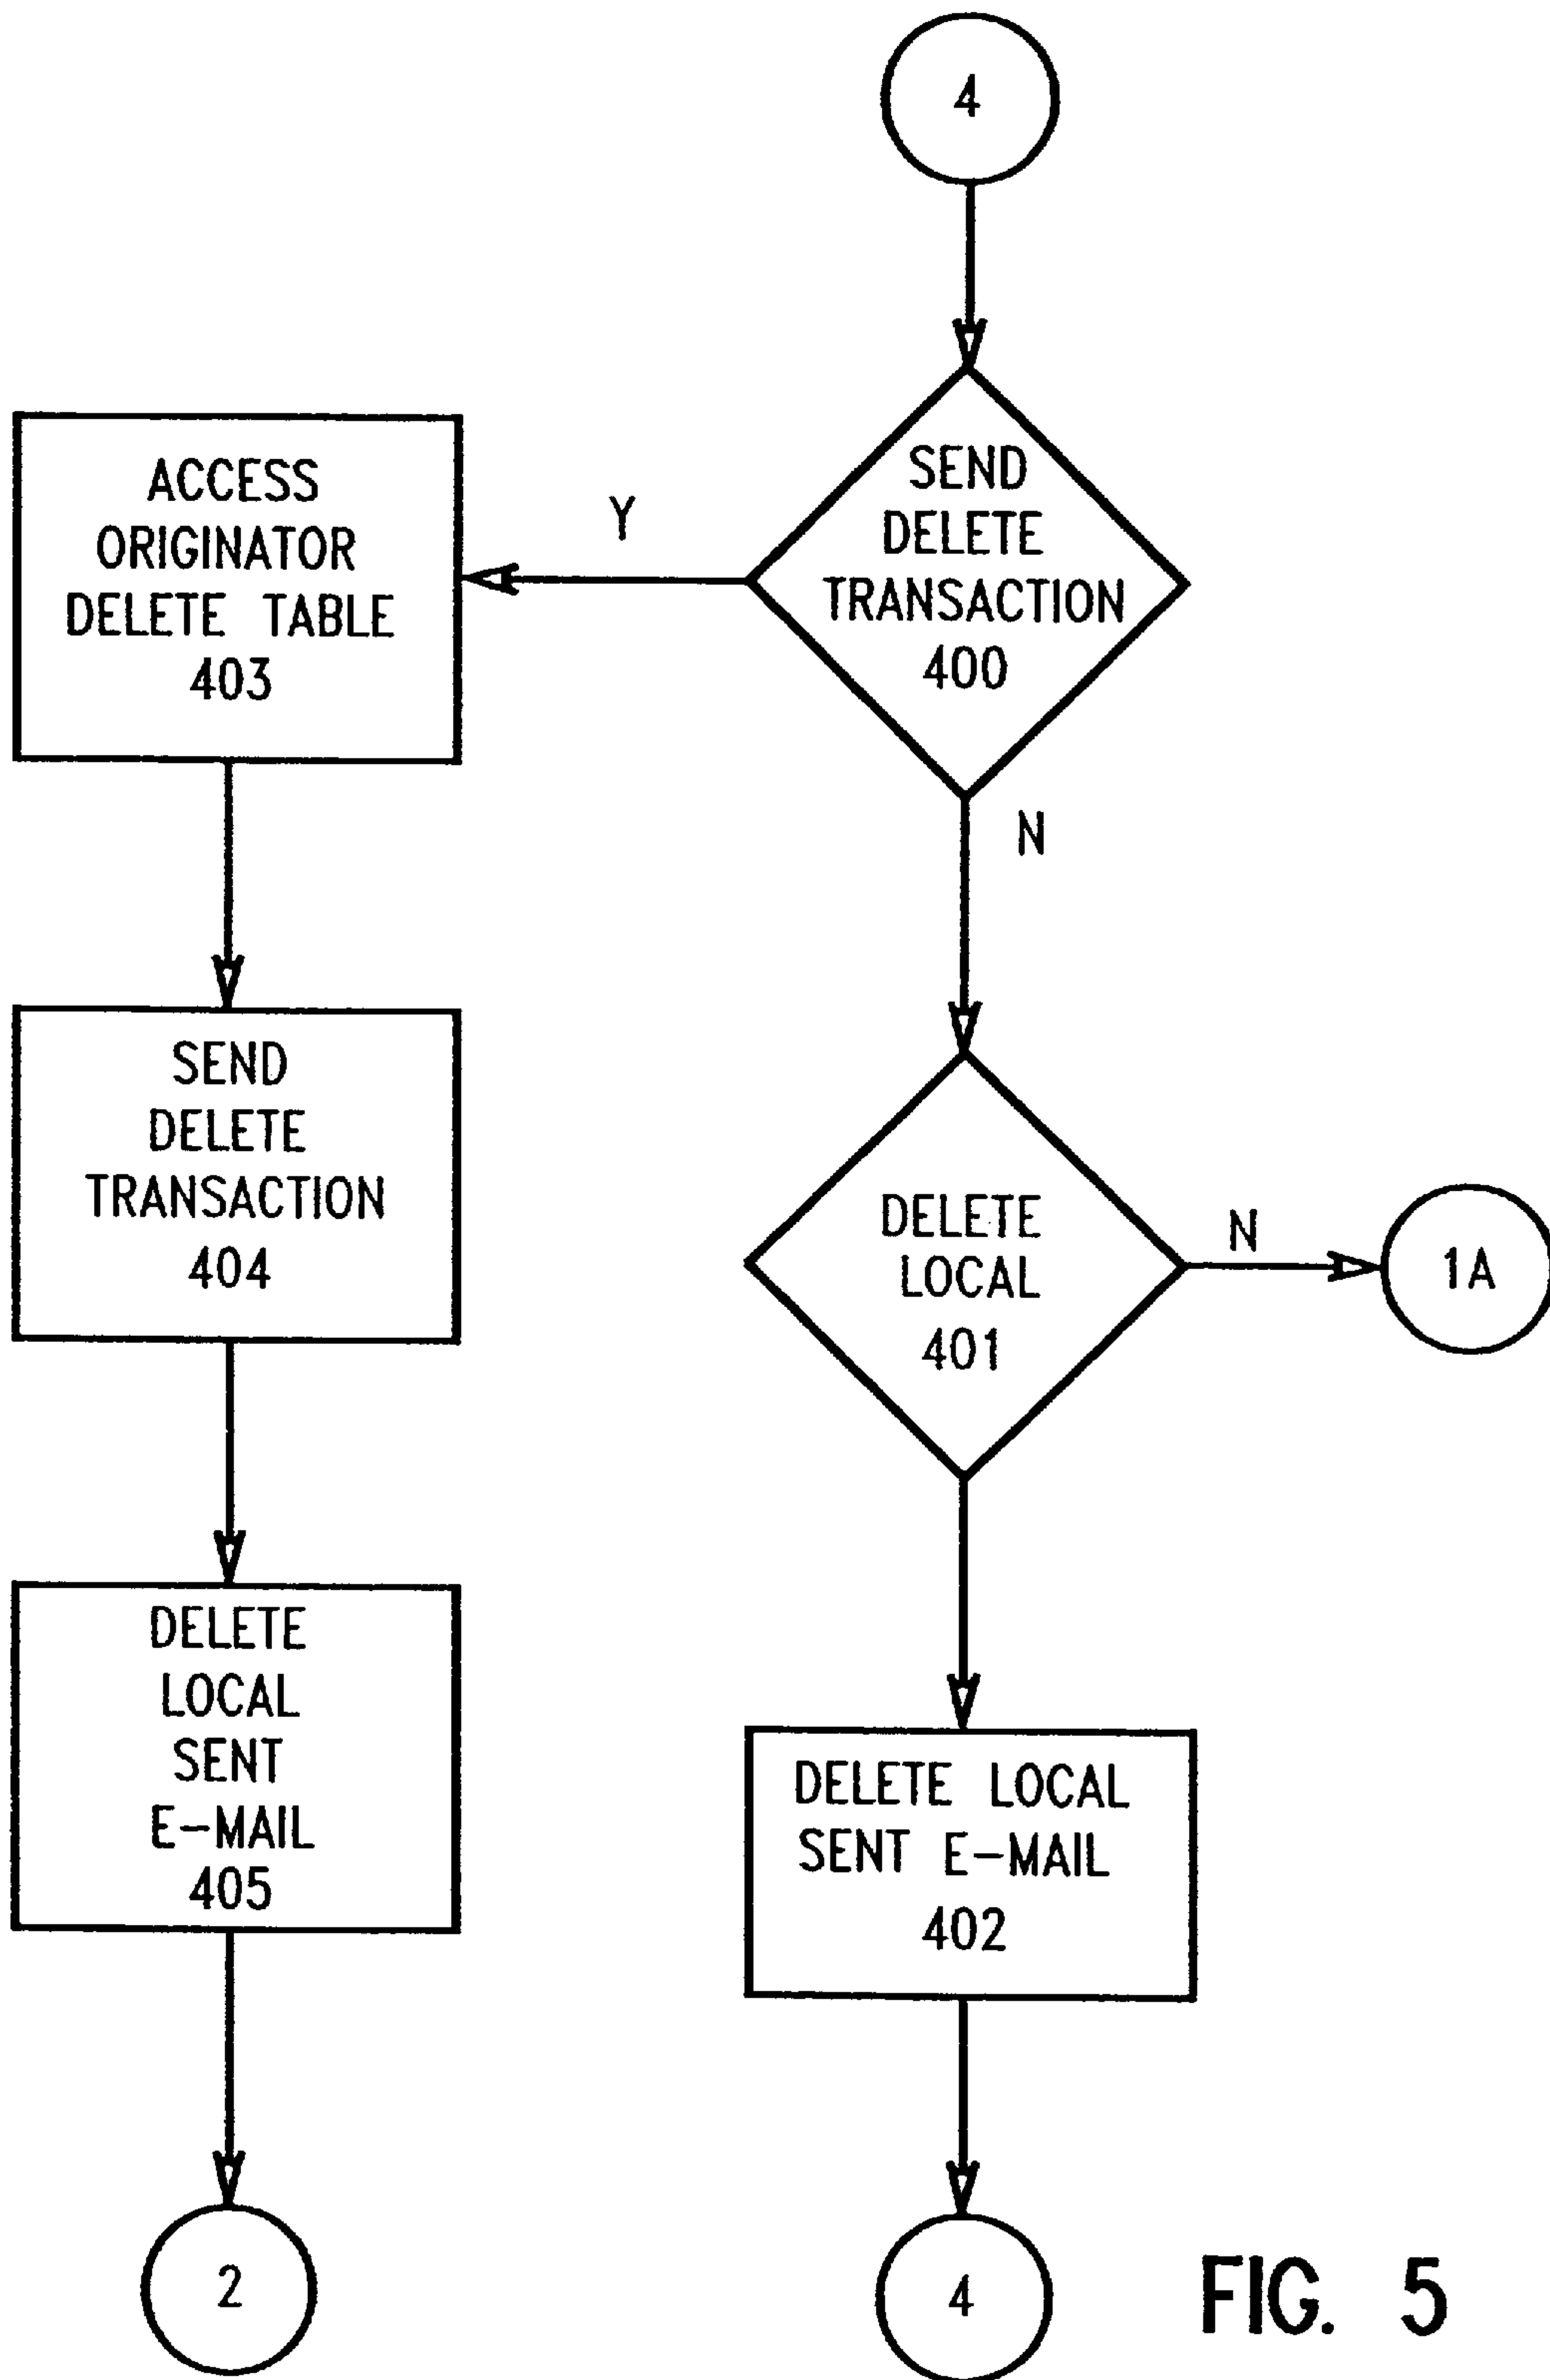 4
SEND
DELETE
TRANSACTION
400
Y
N
ACCESS
ORIGINATOR
DELETE TABLE
403
SEND
DELETE
TRANSACTION
404
DELETE
LOCAL
SENT
E-MAIL
405
2
DELETE
LOCAL
401
N
1A
DELETE LOCAL
SENT E-MAIL
402
4
FIG. 5